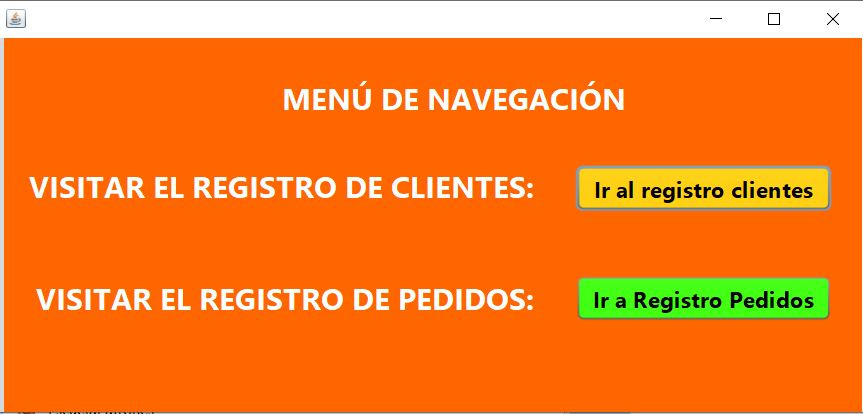 MENÚ DE NAVEGACIÓN
VISITAR EL REGISTRO DE CLIENTES: Ir al registro clientes
VISITAR EL REGISTRO DE PEDIDOS: Ir a Registro Pedidos